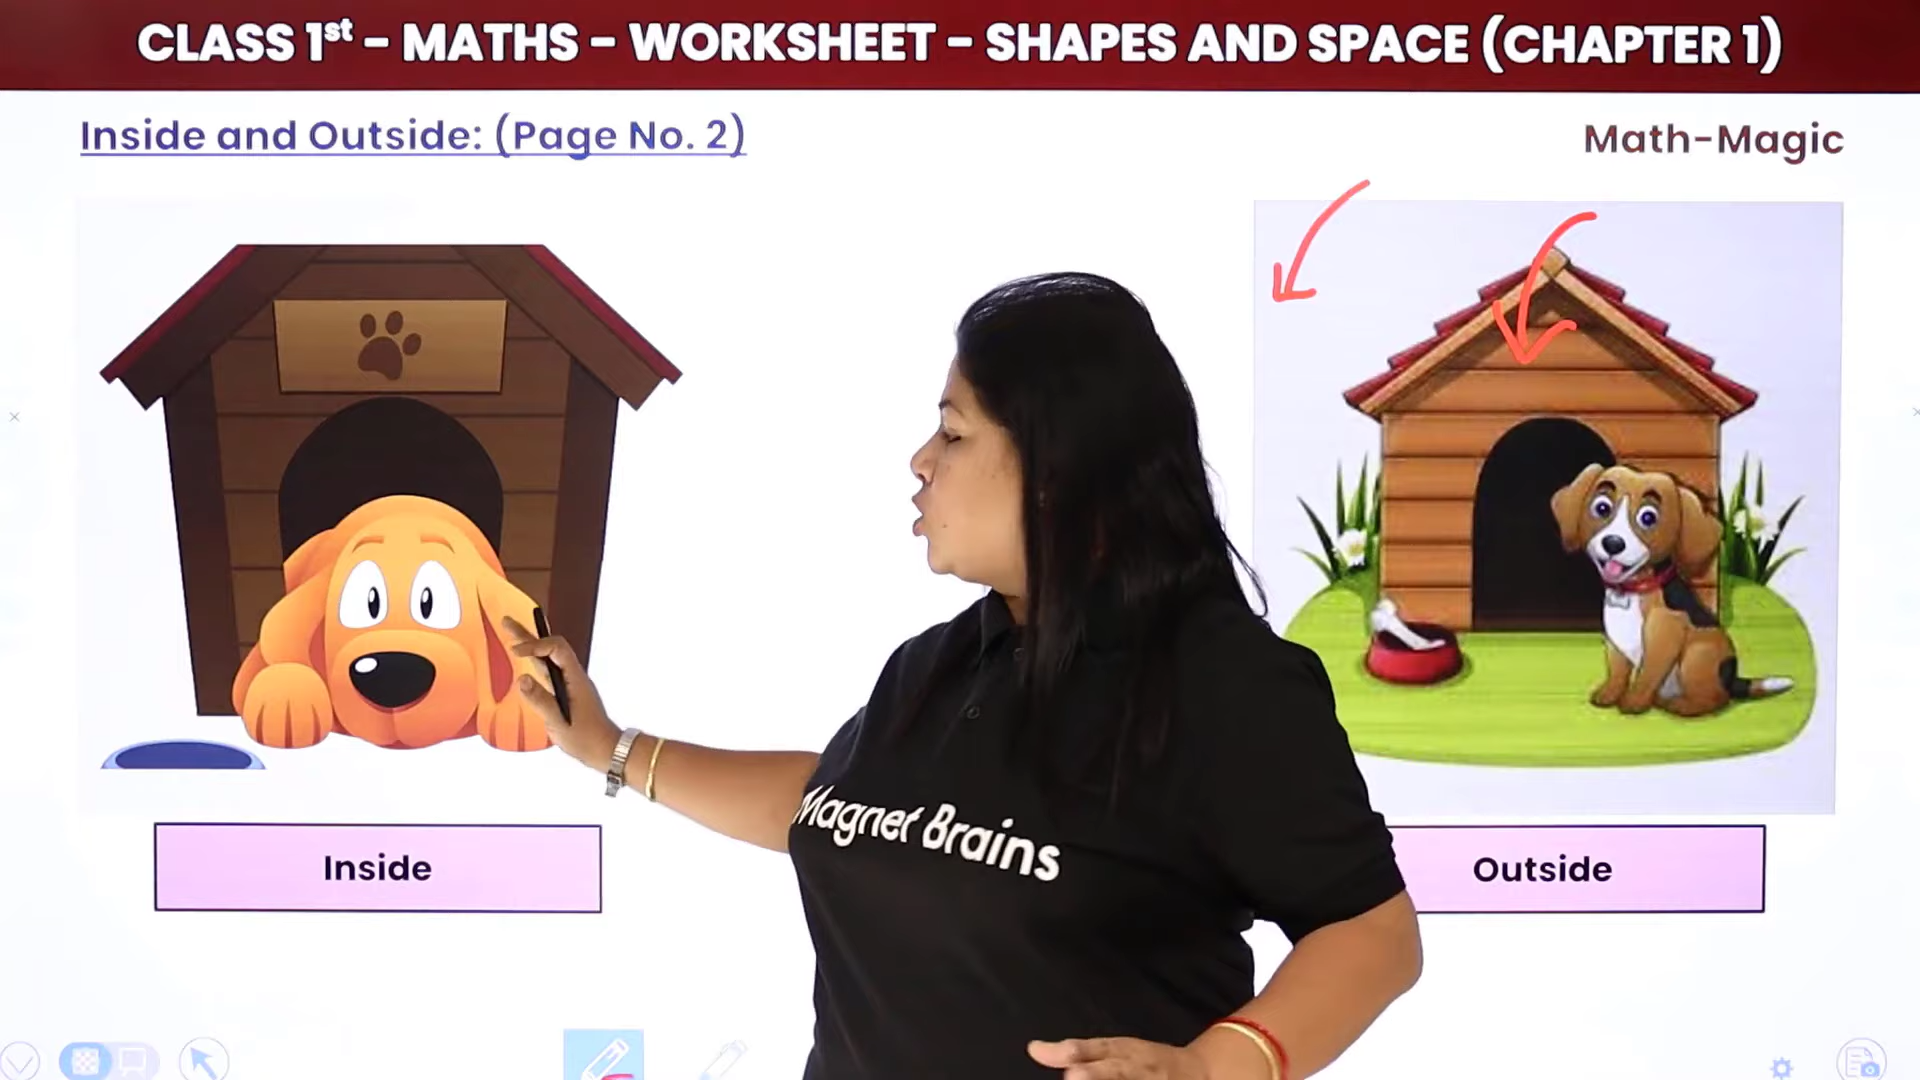 CLASS 1st - MATHS - WORKSHEET - SHAPES AND SPACE (CHAPTER 1)
Inside and Outside: (Page No. 2)
Math-Magic
Magnet Brains
Inside
Outside